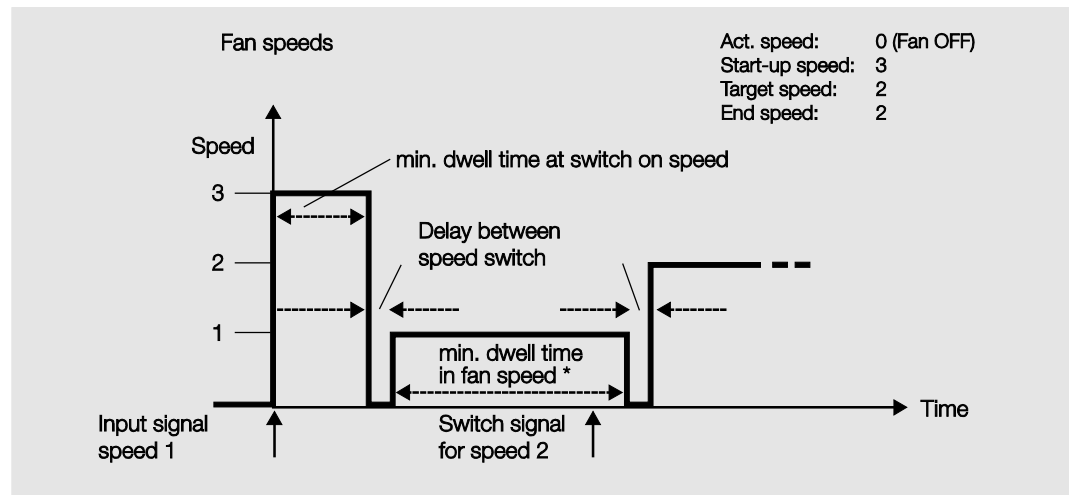 Fan speeds
Act. speed: 0 (Fan OFF)
Start-up speed: 3
Target speed: 2
End speed: 2
Speed
min. dwell time at switch on speed
3
Delay between
speed switch
2
1
min. dwell time
in fan speed *
Time
Input signal
speed 1
Switch signal
for speed 2